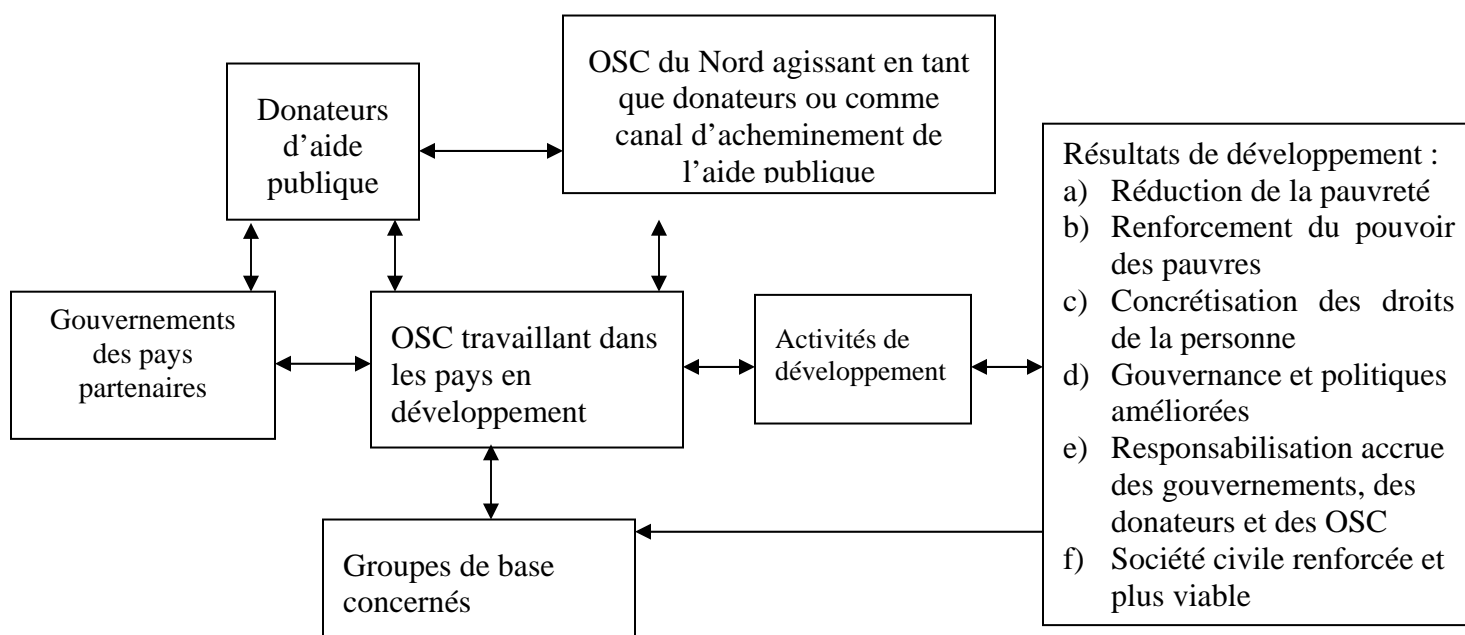 OSC du Nord agissant en tant
que donateurs ou comme
canal d’acheminement de
l’aide publique
Donateurs
d’aide
publique
Gouvernements
des pays
partenaires
OSC travaillant dans
les pays en
développement
Activités de
développement
Groupes de base
concernés
Résultats de développement :
a) Réduction de la pauvreté
b) Renforcement du pouvoir
des pauvres
c) Concrétisation des droits
de la personne
d) Gouvernance et politiques
améliorées
e) Responsabilisation accrue
des gouvernements, des
donateurs et des OSC
f) Société civile renforcée et
plus viable